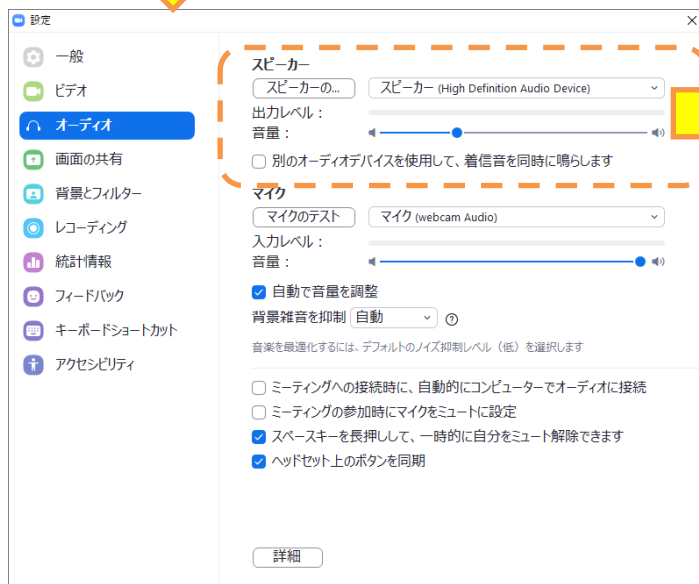 設定
一般
ビデオ
オーディオ
画面の共有
背景とフィルター
レコーディング
統計情報
フィードバック
キーボードショートカット
アクセシビリティ
スピーカー
スピーカーの... スピーカー (High Definition Audio Device)
出力レベル：
音量：
別のオーディオデバイスを使用して、着信音を同時に鳴らします
マイク
マイクのテスト マイク (webcam Audio)
入力レベル：
音量：
自動で音量を調整
背景雑音を抑制 自動
音楽を最適化するには、デフォルトのノイズ抑制レベル（低）を選択します
ミーティングへの接続時に、自動的にコンピューターでオーディオに接続
ミーティングの参加時にマイクをミュートに設定
スペースキーを長押しして、一時的に自分をミュート解除できます
ヘッドセット上のボタンを同期
詳細